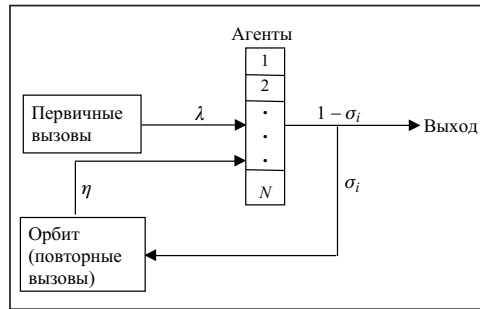 Агенты
1
2
N
Первичные
вызовы
λ
1 – σᵢ
Выход
σᵢ
η
Орбит
(повторные
вызовы)